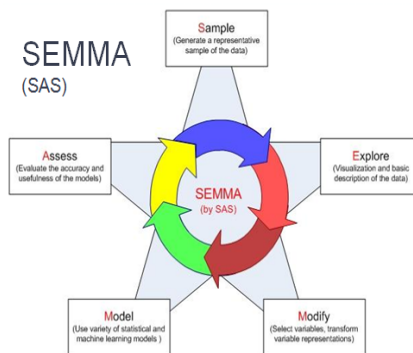 SEMMA
(SAS)
Sample
(Generate a representative
sample of the data)
Assess
(Evaluate the accuracy and
usefulness of the models)
Explore
(Visualization and basic
description of the data)
SEMMA
(by SAS)
Model
(Use variety of statistical and
machine learning models )
Modify
(Select variables, transform
variable representations)